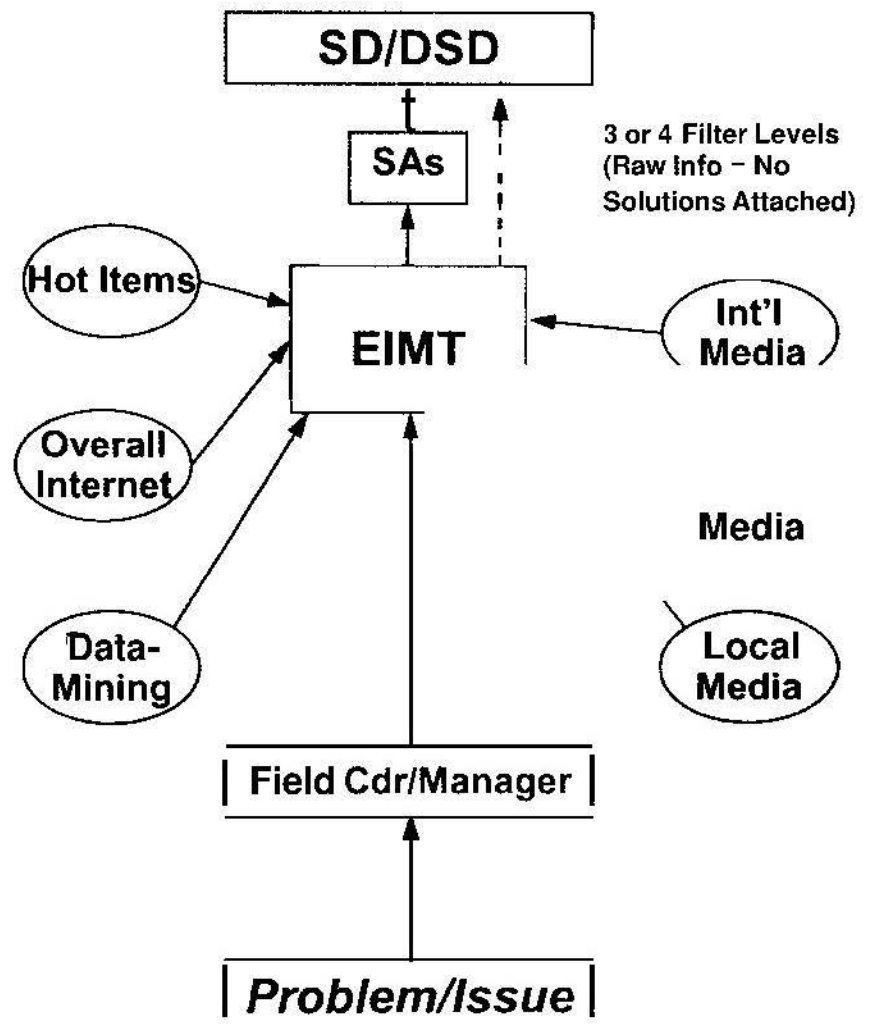 SD/DSD
SAs
3 or 4 Filter Levels
(Raw Info – No
Solutions Attached)
Hot Items
Int'l
Media
EIMT
Overall
Internet
Media
Data-
Mining
Local
Media
Field Cdr/Manager
Problem/Issue